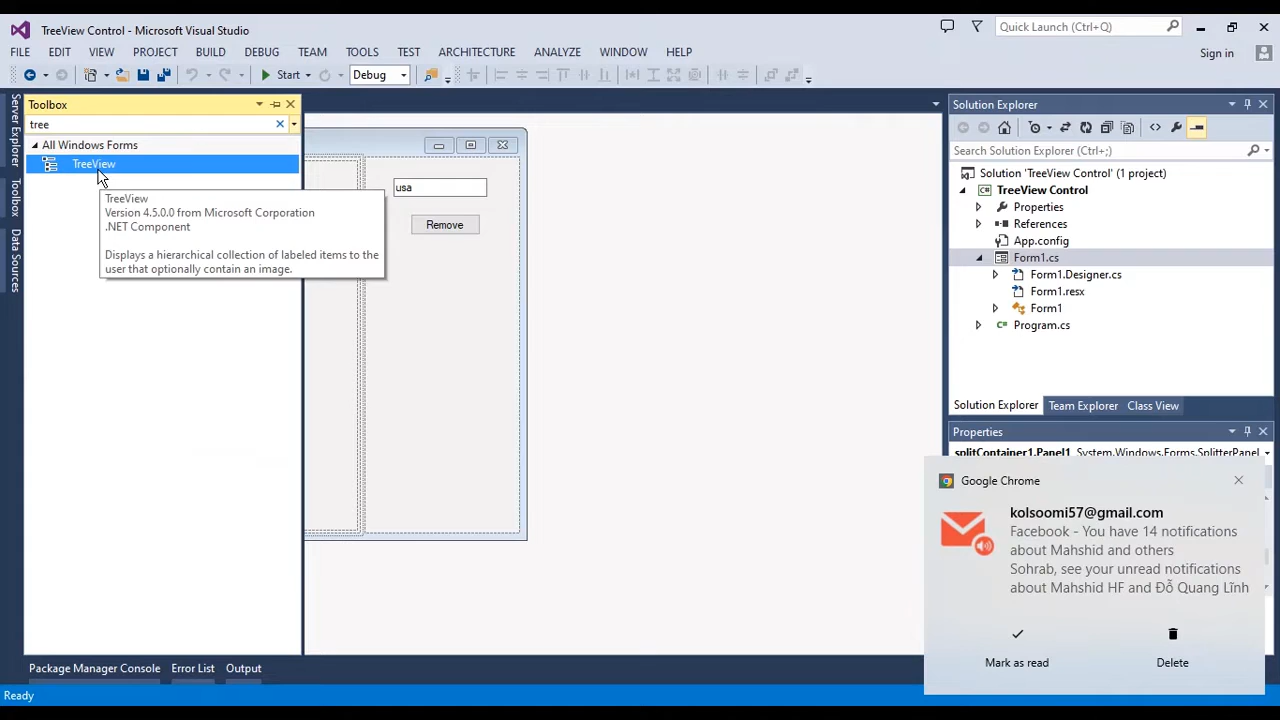 TreeView Control - Microsoft Visual Studio
Quick Launch (Ctrl+Q)
FILE EDIT VIEW PROJECT BUILD DEBUG TEAM TOOLS TEST ARCHITECTURE ANALYZE WINDOW HELP
Sign in
Start
Debug
Server Explorer
Toolbox
Data Sources
Toolbox
tree
All Windows Forms
TreeView
TreeView
Version 4.5.0.0 from Microsoft Corporation
.NET Component
Displays a hierarchical collection of labeled items to the
user that optionally contain an image.
usa
Remove
Solution Explorer
Search Solution Explorer (Ctrl+;)
Solution 'TreeView Control' (1 project)
TreeView Control
Properties
References
App.config
Form1.cs
Form1.Designer.cs
Form1.resx
Form1
Program.cs
Solution Explorer Team Explorer Class View
Properties
splitContainer1.Panel1 System.Windows.Forms.SplitterPanel
Google Chrome
kolsoomi57@gmail.com
Facebook - You have 14 notifications
about Mahshid and others
Sohrab, see your unread notifications
about Mahshid HF and Đỗ Quang Lĩnh
Mark as read
Delete
Package Manager Console Error List Output
Ready